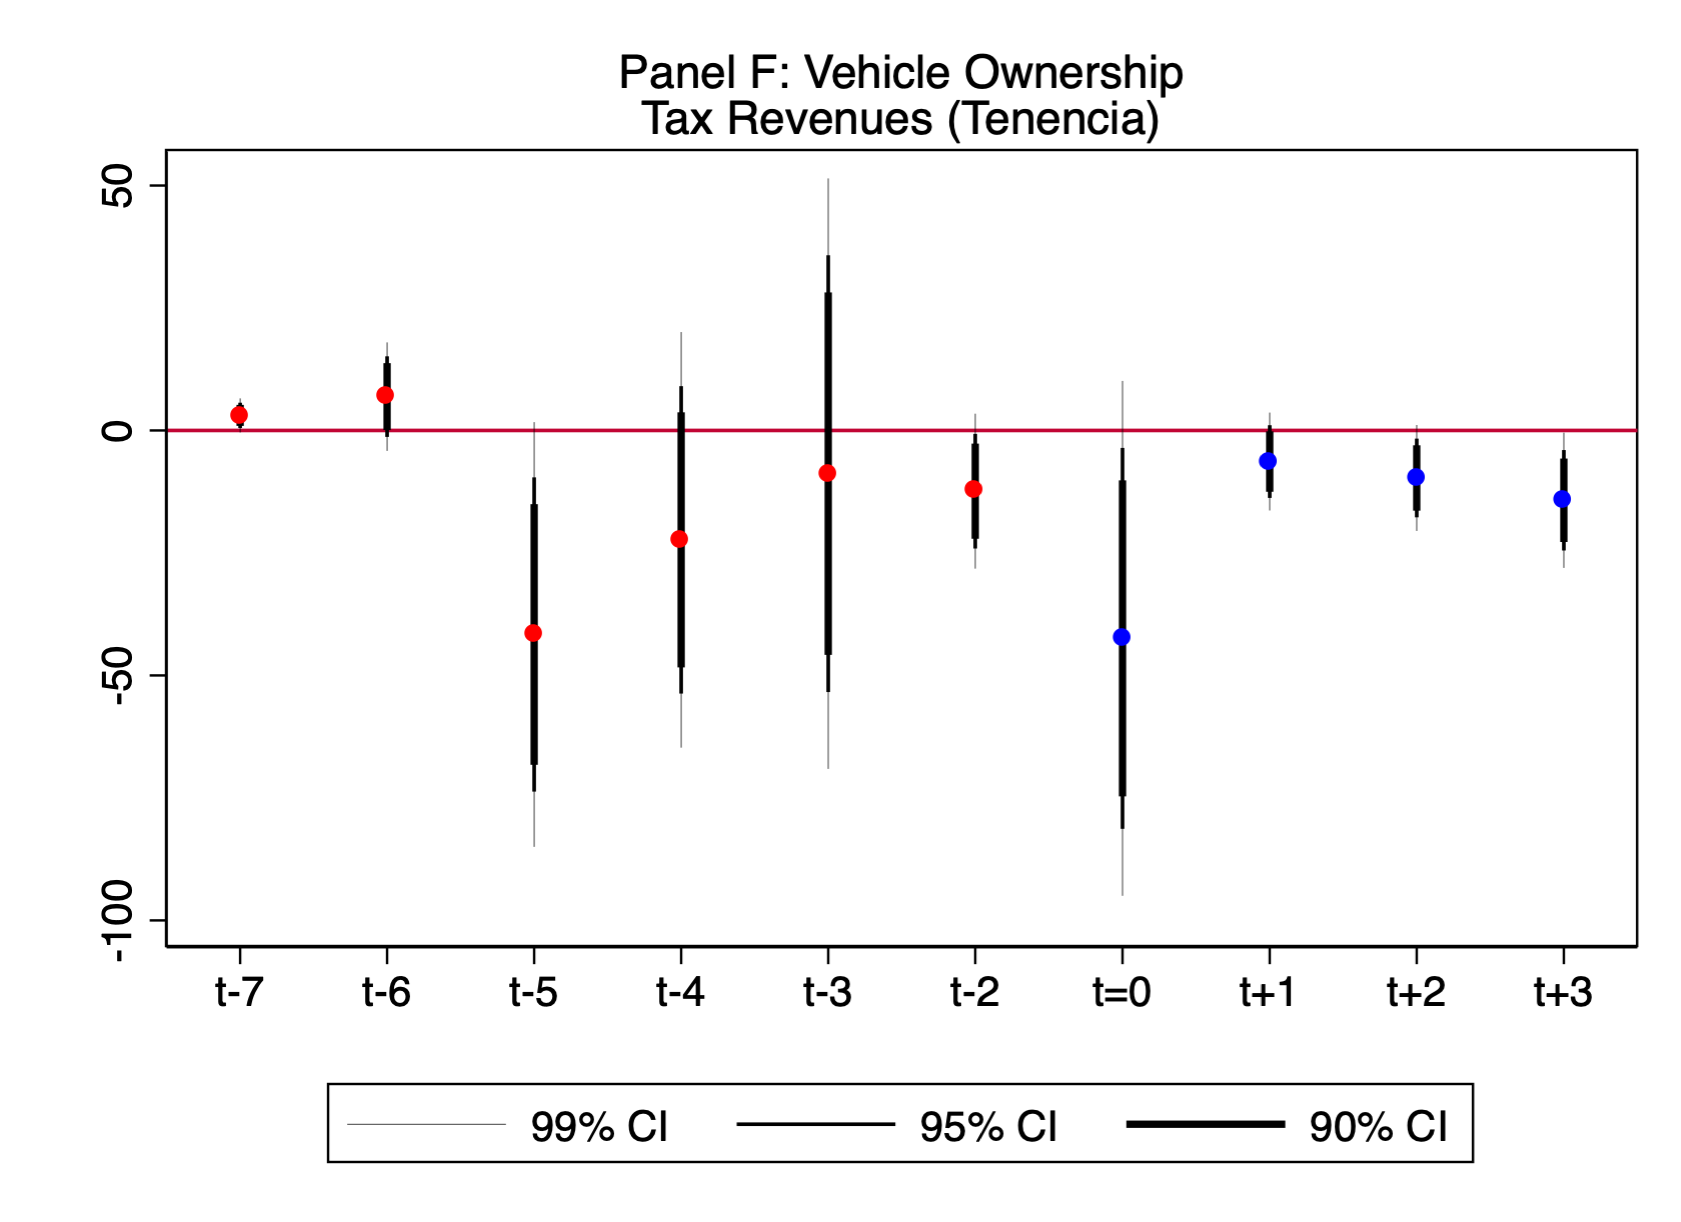 Panel F: Vehicle Ownership
Tax Revenues (Tenencia)
50
0
-50
-100
t-7 t-6 t-5 t-4 t-3 t-2 t=0 t+1 t+2 t+3
99% CI 95% CI 90% CI